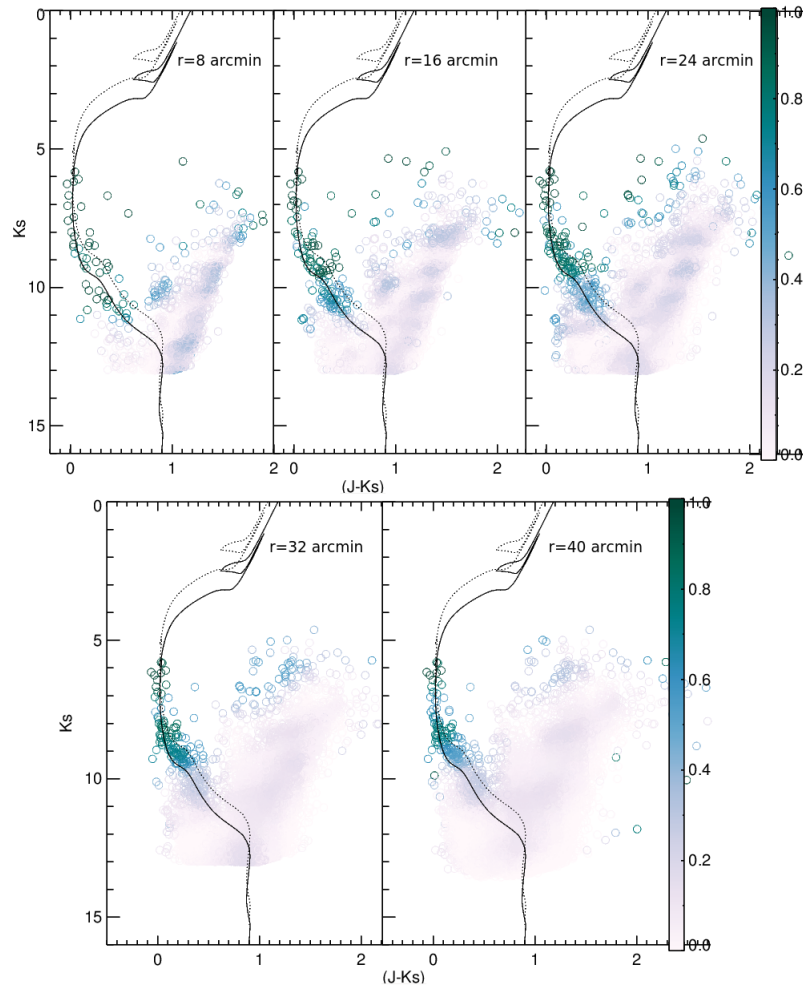 0
r=8 arcmin
r=16 arcmin
r=24 arcmin
1.0
5
0.8
0.6
Ks
10
0.4
0.2
15
0.0
0 1 2 0 1 2 0 1 2
(J-Ks)
0
r=32 arcmin
r=40 arcmin
1.0
5
0.8
Ks
0.6
10
0.4
0.2
15
0.0
0 1 2 0 1 2
(J-Ks)